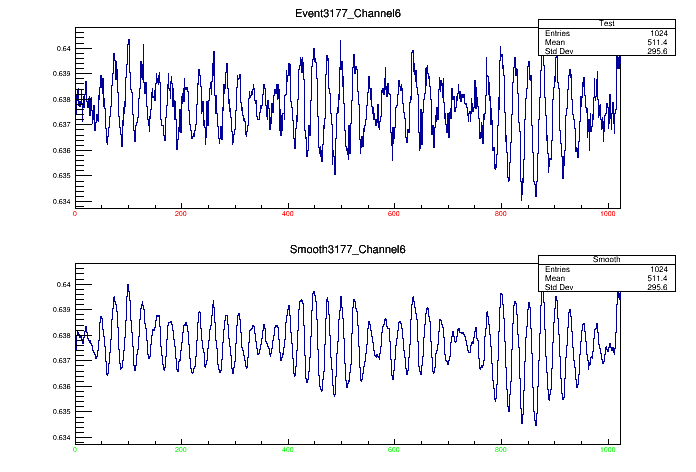 Event3177_Channel6
Test
Entries 1024
Mean 511.4
Std Dev 295.6
0.64
0.639
0.638
0.637
0.636
0.635
0.634
0 200 400 600 800 1000
Smooth3177_Channel6
Smooth
Entries 1024
Mean 511.4
Std Dev 295.6
0.64
0.639
0.638
0.637
0.636
0.635
0.634
0 200 400 600 800 1000